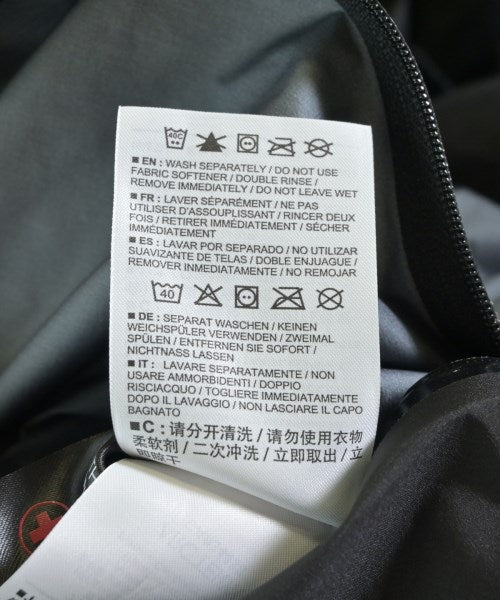 40C
■ EN : WASH SEPARATELY / DO NOT USE
FABRIC SOFTENER / DOUBLE RINSE /
REMOVE IMMEDIATELY / DO NOT LEAVE WET
■ FR : LAVER SÉPARÉMENT / NE PAS
UTILISER D'ASSOUPLISSANT / RINCER DEUX
FOIS / RETIRER IMMÉDIATEMENT / SÉCHER
IMMÉDIATEMENT
■ ES : LAVAR POR SEPARADO / NO UTILIZAR
SUAVIZANTE DE TELAS / DOBLE ENJUAGUE /
REMOVER INMEDIATAMENTE / NO REMOJAR
40
■ DE : SEPARAT WASCHEN / KEINEN
WEICHSPÜLER VERWENDEN / ZWEIMAL
SPÜLEN / ENTFERNEN SIE SOFORT /
NICHTNASS LASSEN
■ IT : LAVARE SEPARATAMENTE / NON
USARE AMMORBIDENTI / DOPPIO
RISCIACQUO / TOGLIERE IMMEDIATAMENTE
DOPO IL LAVAGGIO / NON LASCIARE IL CAPO
BAGNATO
■ C : 请分开清洗 / 请勿使用衣物
柔软剂 / 二次冲洗 / 立即取出 / 立
即晾干